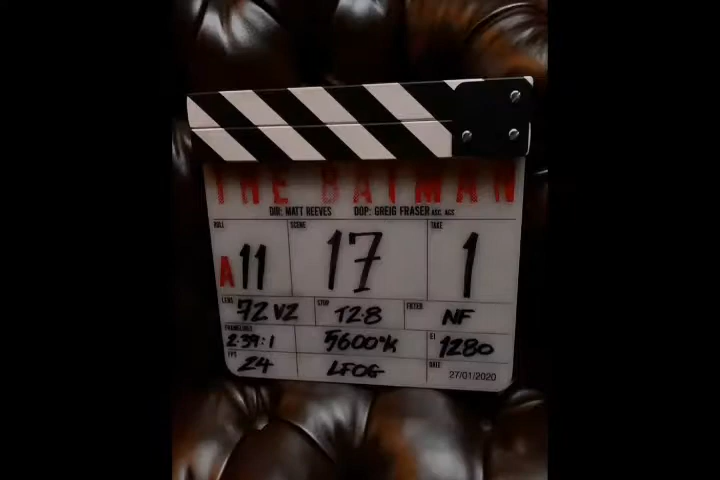 THE BATMAN
DIR: MATT REEVES DOP: GREIG FRASER ASC, ACS
ROLL SCENE TAKE
A11 17 1
LENS STOP FILTER
72 VZ T2.8 NF
FRAMELINES EI
2.39:1 5600°K 1280
FPS DATE
24 LFOG 27/01/2020